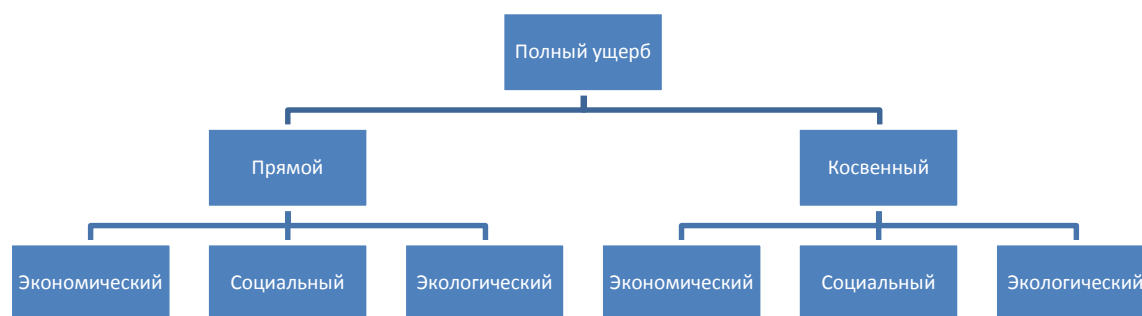 Полный ущерб
Прямой
Косвенный
Экономический
Социальный
Экологический
Экономический
Социальный
Экологический